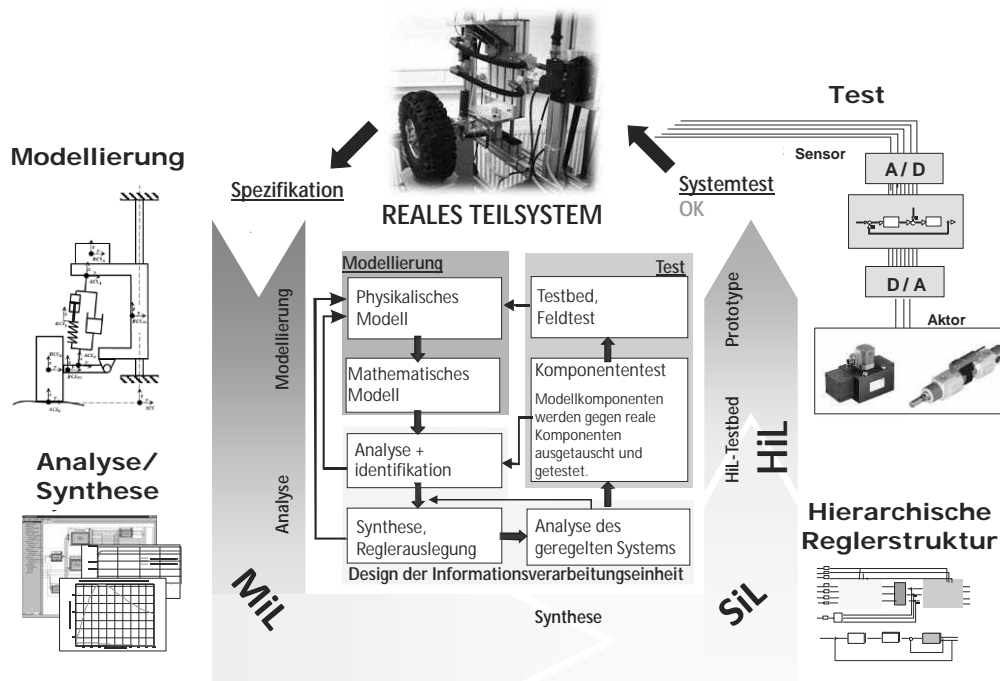 Test
Sensor
A / D
D / A
Aktor
Modellierung
Spezifikation
REALES TEILSYSTEM
Systemtest
OK
Modellierung
Physikalisches
Modell
Mathematisches
Modell
Analyse +
identifikation
Synthese,
Reglerauslegung
Test
Testbed,
Feldtest
Komponententest
Modellkomponenten
werden gegen reale
Komponenten
ausgetauscht und
getestet.
Analyse des
geregelten Systems
Design der Informationsverarbeitungseinheit
Modellierung
Analyse
MiL
Synthese
SiL
HiL
HiL-Testbed
Prototype
Analyse/
Synthese
Hierarchische
Reglerstruktur